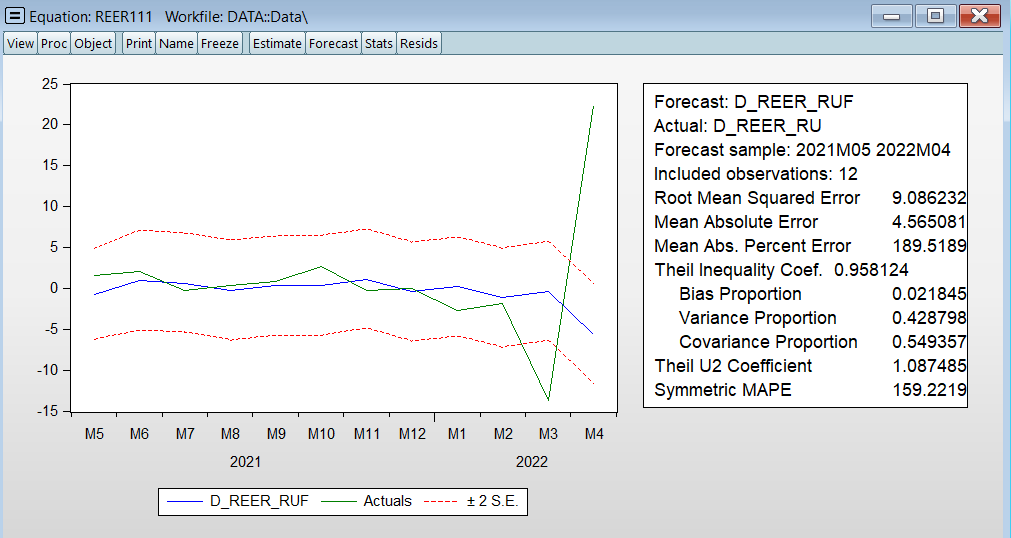 Equation: REER111   Workfile: DATA::Data\
View Proc Object Print Name Freeze Estimate Forecast Stats Resids
25
20
15
10
5
0
-5
-10
-15
M5 M6 M7 M8 M9 M10 M11 M12 M1 M2 M3 M4
2021 2022
D_REER_RUF Actuals ± 2 S.E.
Forecast: D_REER_RUF
Actual: D_REER_RU
Forecast sample: 2021M05 2022M04
Included observations: 12
Root Mean Squared Error 9.086232
Mean Absolute Error 4.565081
Mean Abs. Percent Error 189.5189
Theil Inequality Coef. 0.958124
Bias Proportion 0.021845
Variance Proportion 0.428798
Covariance Proportion 0.549357
Theil U2 Coefficient 1.087485
Symmetric MAPE 159.2219